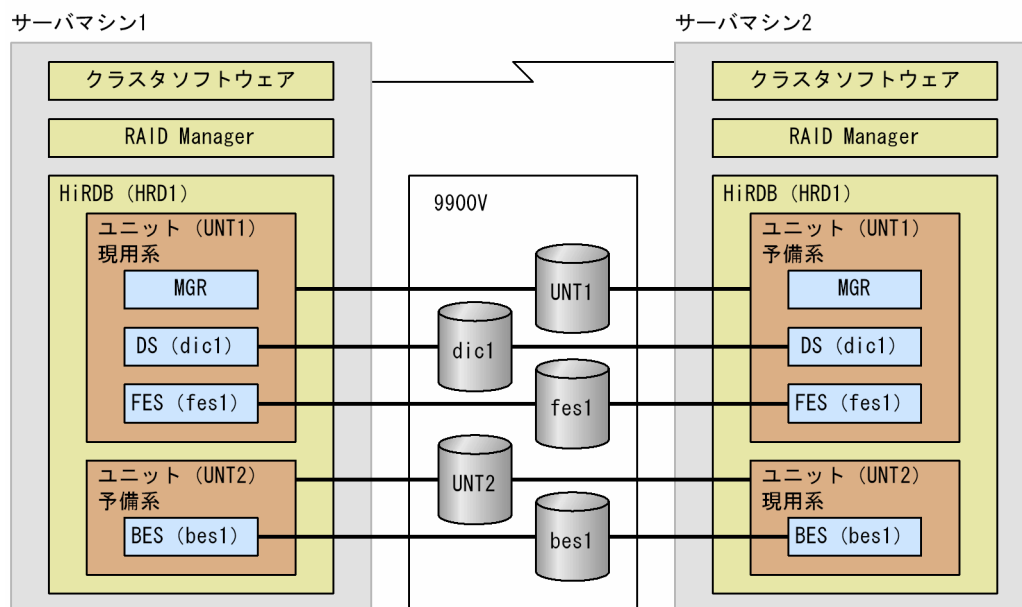 サーバマシン1
クラスタソフトウェア
RAID Manager
HiRDB (HRD1)
ユニット (UNT1)
現用系
MGR
DS (dic1)
FES (fes1)
ユニット (UNT2)
予備系
BES (bes1)
9900V
UNT1
dic1
fes1
UNT2
bes1
サーバマシン2
クラスタソフトウェア
RAID Manager
HiRDB (HRD1)
ユニット (UNT1)
予備系
MGR
DS (dic1)
FES (fes1)
ユニット (UNT2)
現用系
BES (bes1)